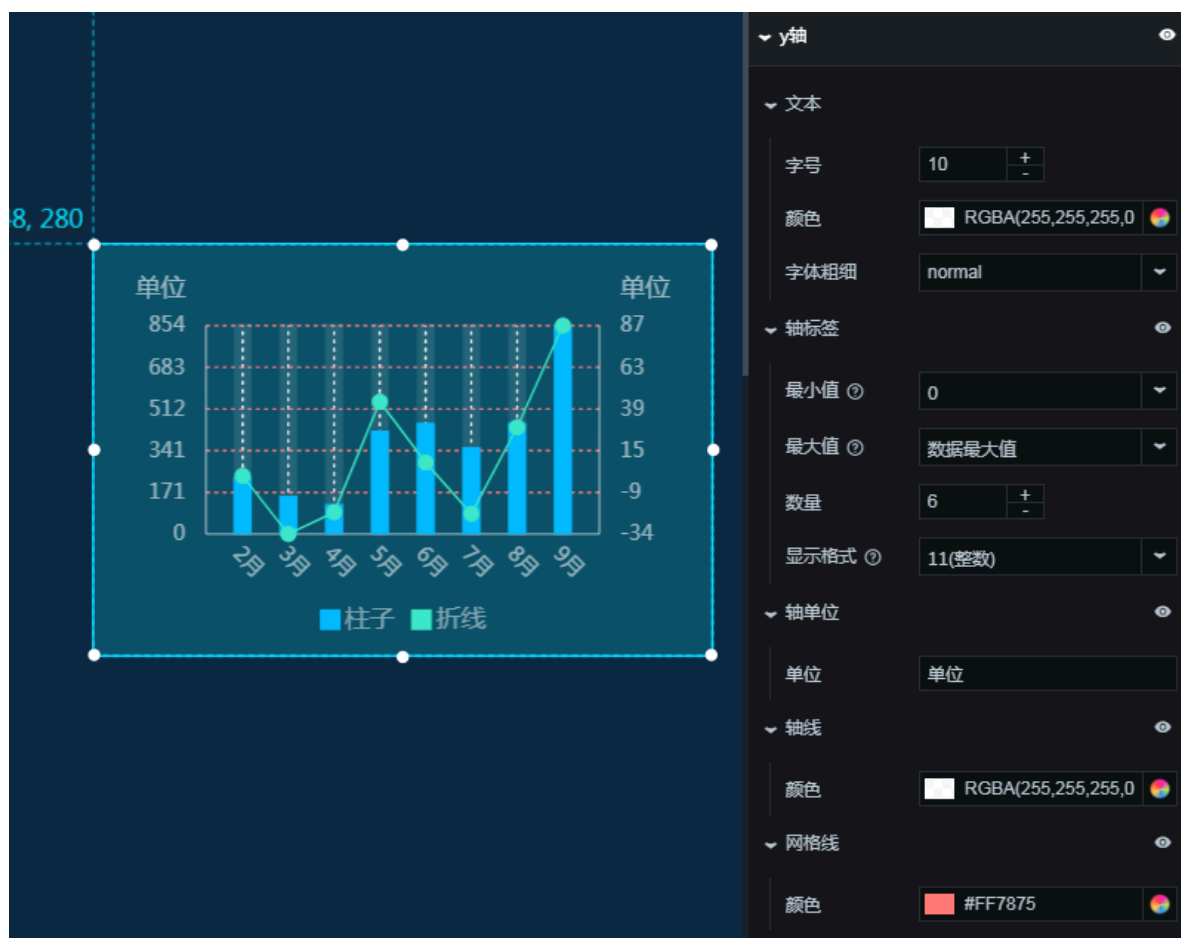 8, 280
单位 单位
854 87
683 63
512 39
341 15
171 -9
0 -34
2月 3月 4月 5月 6月 7月 8月 9月
柱子 折线
y轴
文本
字号 10 + -
颜色 RGBA(255,255,255,0
字体粗细 normal
轴标签
最小值 ? 0
最大值 ? 数据最大值
数量 6 + -
显示格式 ? 11(整数)
轴单位
单位 单位
轴线
颜色 RGBA(255,255,255,0
网格线
颜色 #FF7875